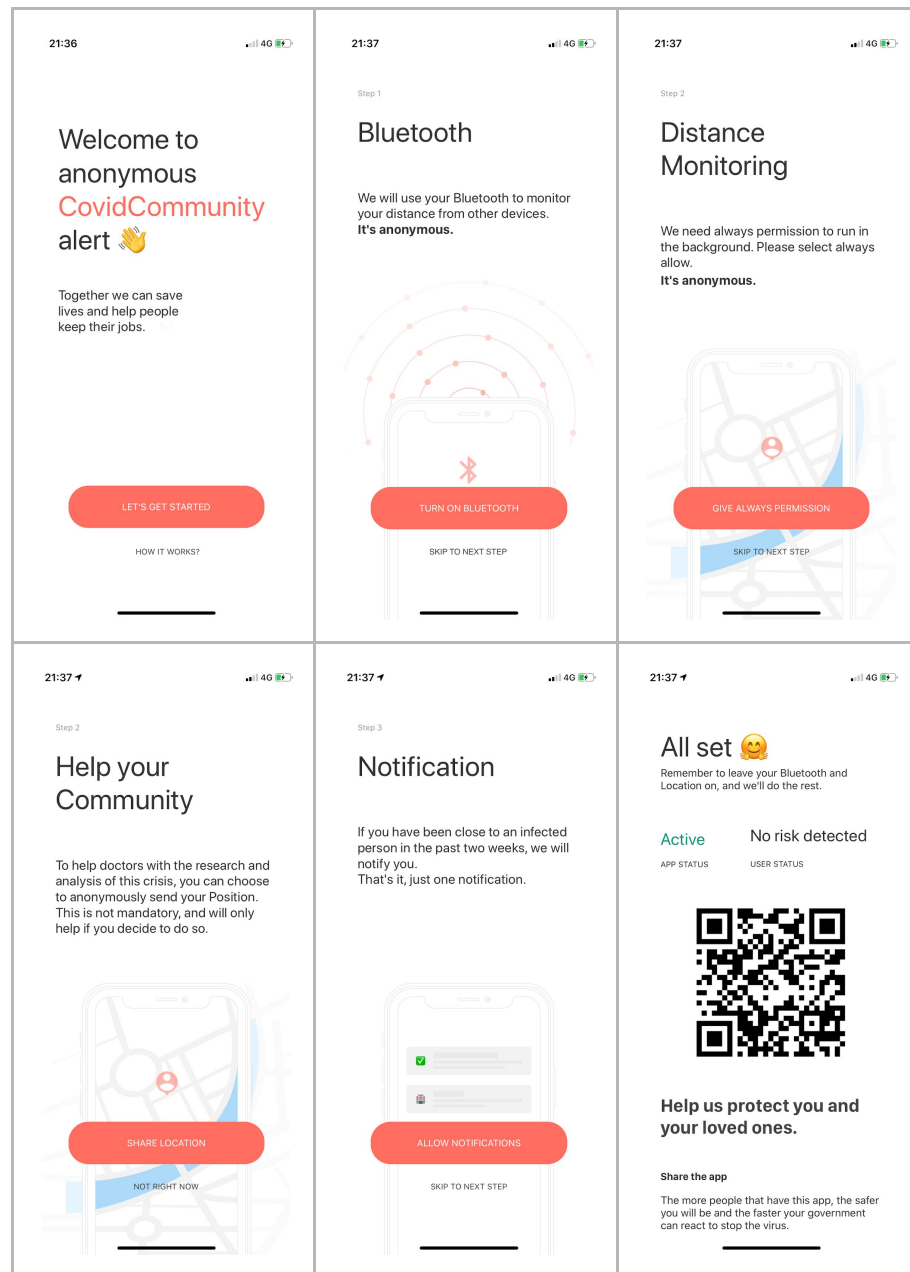 21:36
4G
Welcome to
anonymous
CovidCommunity
alert 👋
Together we can save
lives and help people
keep their jobs.
LET'S GET STARTED
HOW IT WORKS?
21:37
4G
Step 1
Bluetooth
We will use your Bluetooth to monitor
your distance from other devices.
It's anonymous.
TURN ON BLUETOOTH
SKIP TO NEXT STEP
21:37
4G
Step 2
Distance
Monitoring
We need always permission to run in
the background. Please select always
allow.
It's anonymous.
GIVE ALWAYS PERMISSION
SKIP TO NEXT STEP
21:37
4G
Step 2
Help your
Community
To help doctors with the research and
analysis of this crisis, you can choose
to anonymously send your Position.
This is not mandatory, and will only
help if you decide to do so.
SHARE LOCATION
NOT RIGHT NOW
21:37
4G
Step 3
Notification
If you have been close to an infected
person in the past two weeks, we will
notify you.
That's it, just one notification.
ALLOW NOTIFICATIONS
SKIP TO NEXT STEP
21:37
4G
All set 🤗
Remember to leave your Bluetooth and
Location on, and we'll do the rest.
Active
No risk detected
APP STATUS
USER STATUS
Help us protect you and
your loved ones.
Share the app
The more people that have this app, the safer
you will be and the faster your government
can react to stop the virus.